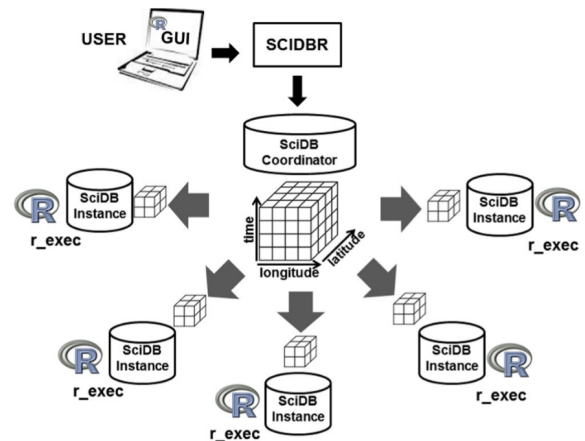 USER
R
GUI
SCIDBR
SciDB
Coordinator
time
longitude
latitude
R
SciDB
Instance
r_exec
SciDB
Instance
R
r_exec
R
SciDB
Instance
r_exec
R
SciDB
Instance
r_exec
SciDB
Instance
R
r_exec